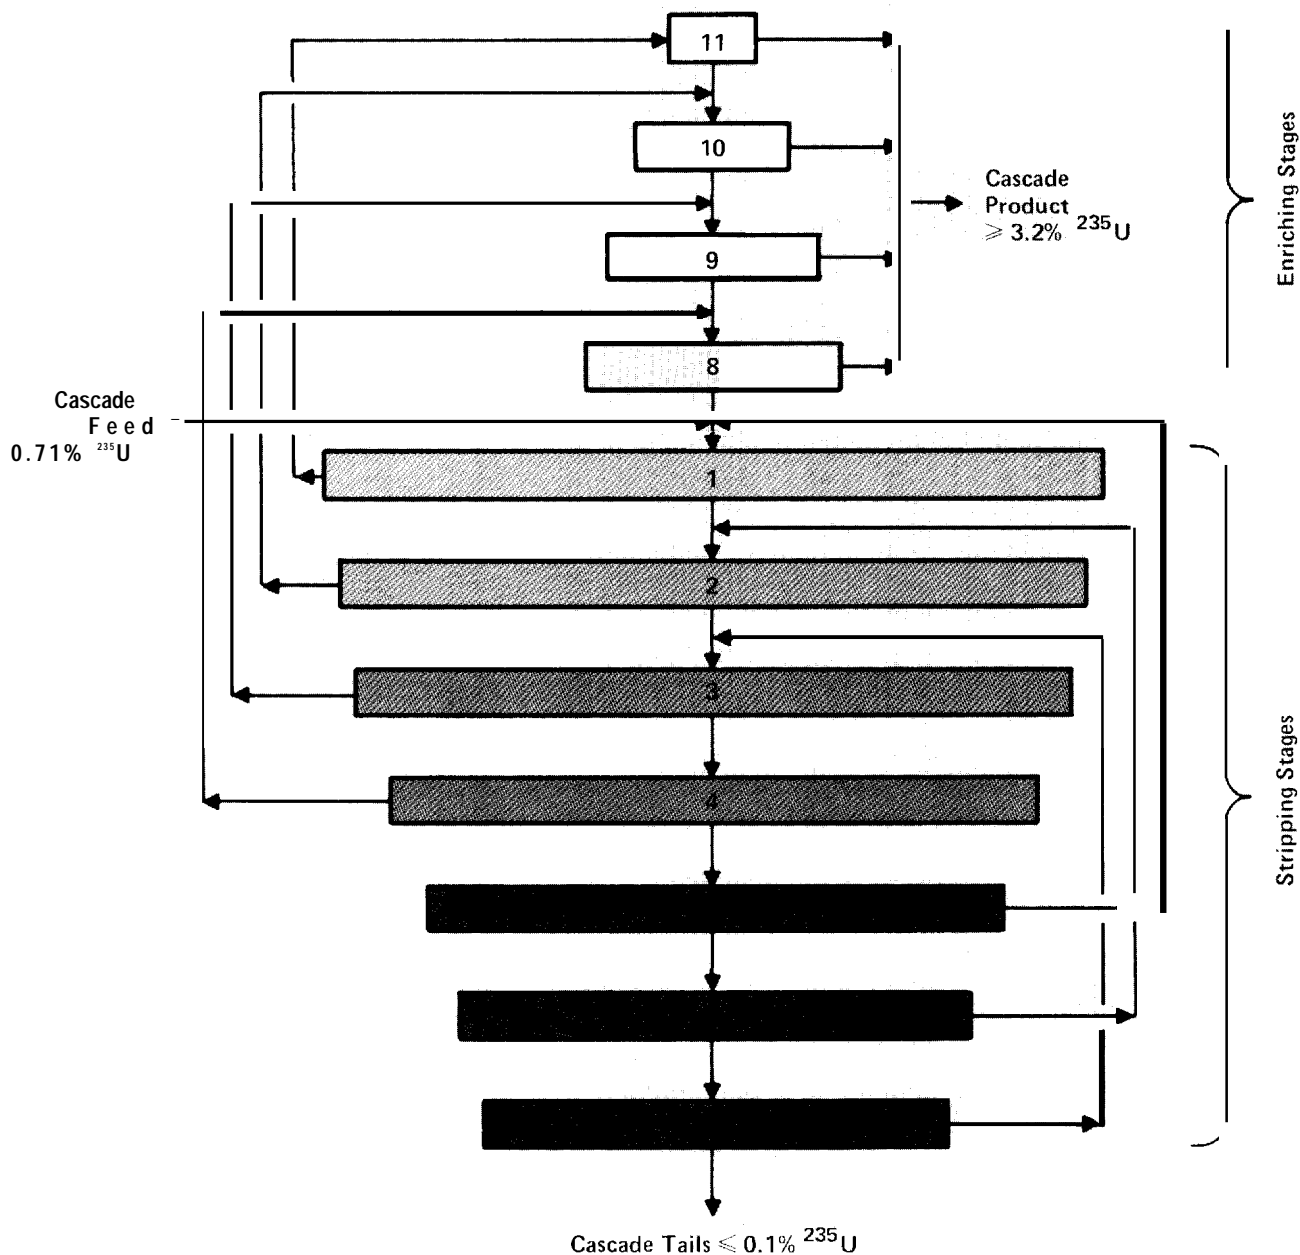 11
10
9
8
Cascade
Product
≥ 3.2% ²³⁵U
Enriching Stages
Cascade
Feed
0.71% ²³⁵U
1
2
3
4
Stripping Stages
Cascade Tails ≤ 0.1% ²³⁵U